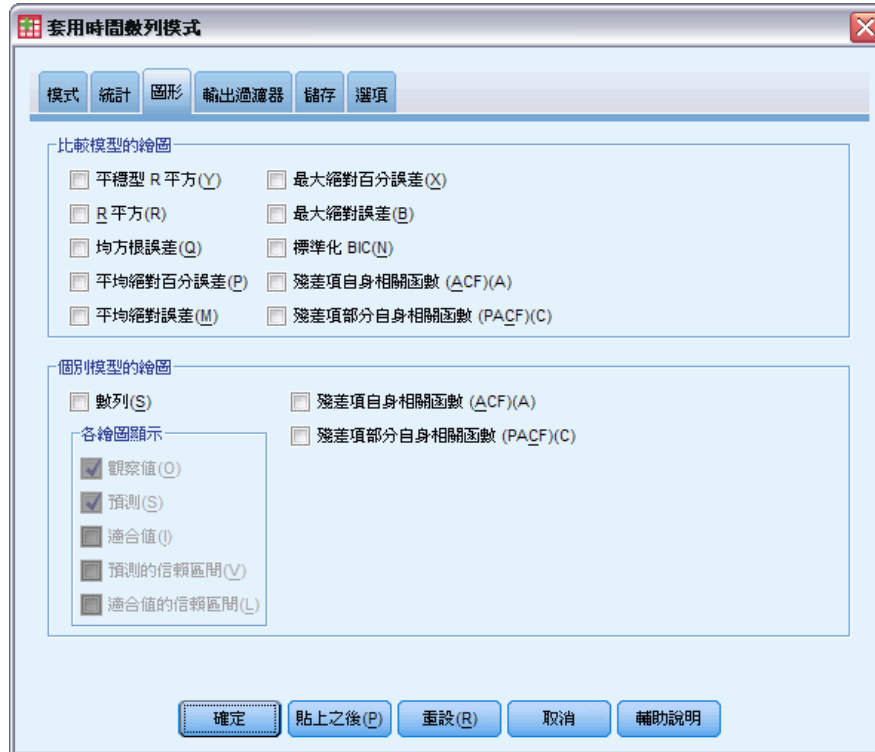 套用時間數列模式
模式 統計 圖形 輸出過濾器 儲存 選項
比較模型的繪圖
平穩型 R 平方(Y) 最大絕對百分誤差(X)
R 平方(R) 最大絕對誤差(B)
均方根誤差(Q) 標準化 BIC(N)
平均絕對百分誤差(P) 殘差項自身相關函數 (ACF)(A)
平均絕對誤差(M) 殘差項部分自身相關函數 (PACF)(C)
個別模型的繪圖
數列(S) 殘差項自身相關函數 (ACF)(A)
各繪圖顯示 殘差項部分自身相關函數 (PACF)(C)
觀察值(O)
預測(S)
適合值(I)
預測的信賴區間(V)
適合值的信賴區間(L)
確定 貼上之後(P) 重設(R) 取消 輔助說明